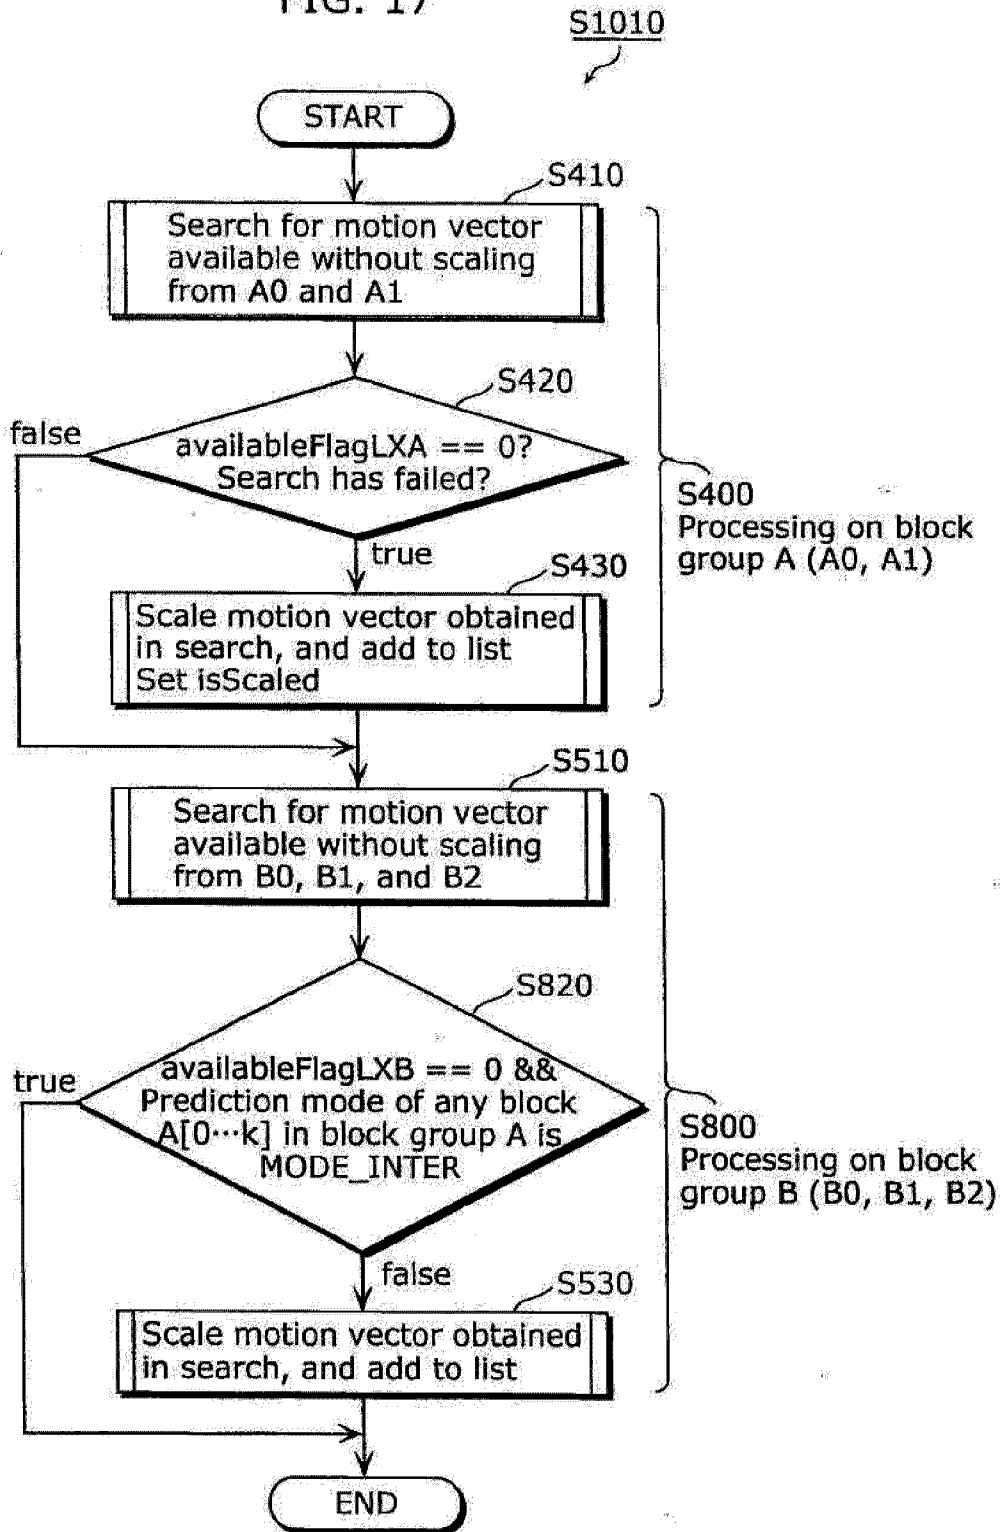 FIG. 17
S1010
START
S410
Search for motion vector
available without scaling
from A0 and A1
S420
false
availableFlagLXA == 0?
Search has failed?
S400
Processing on block
group A (A0, A1)
true
S430
Scale motion vector obtained
in search, and add to list
Set isScaled
S510
Search for motion vector
available without scaling
from B0, B1, and B2
S820
true
availableFlagLXB == 0 &&
Prediction mode of any block
A[0···k] in block group A is
MODE_INTER
S800
Processing on block
group B (B0, B1, B2)
false
S530
Scale motion vector obtained
in search, and add to list
END